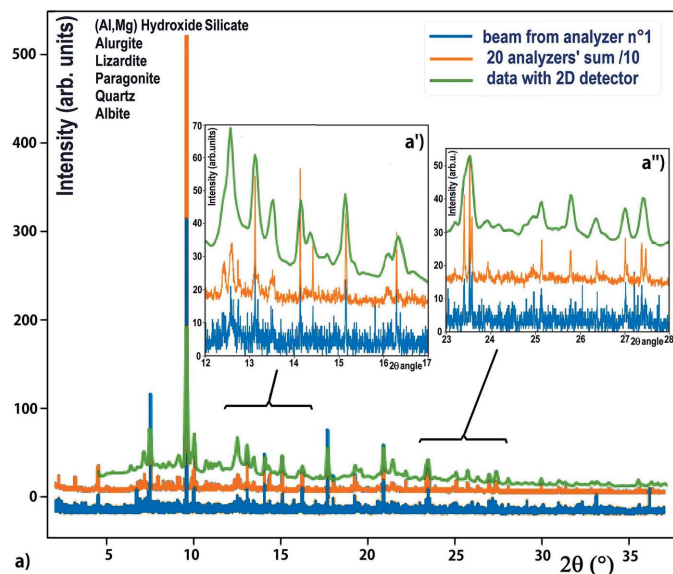 (Al,Mg) Hydroxide Silicate
Alurgite
Lizardite
Paragonite
Quartz
Albite
beam from analyzer n°1
20 analyzers' sum /10
data with 2D detector
Intensity (arb. units)
500
400
300
200
100
0
5
10
15
20
25
30
35
2θ (°)
a)
a')
Intensity (arb.units)
70
60
50
40
30
20
10
0
12
13
14
15
16
17
2θ angle
a")
Intensity (arb.u.)
50
40
30
20
10
0
23
24
25
26
27
28
2θ angle